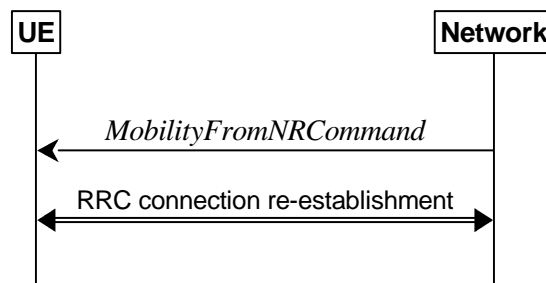 UE
Network
MobilityFromNRCommand
RRC connection re-establishment